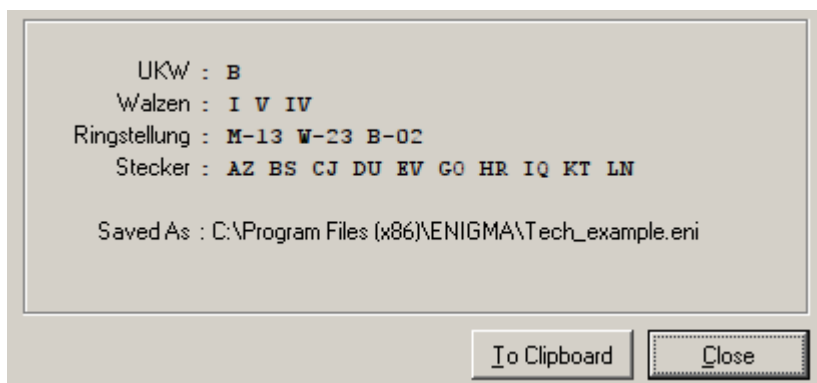 UKW : B
Walzen : I V IV
Ringstellung : M-13 W-23 B-02
Stecker : AZ BS CJ DU EV GO HR IQ KT LN
Saved As : C:\Program Files (x86)\ENIGMA\Tech_example.eni
To Clipboard Close